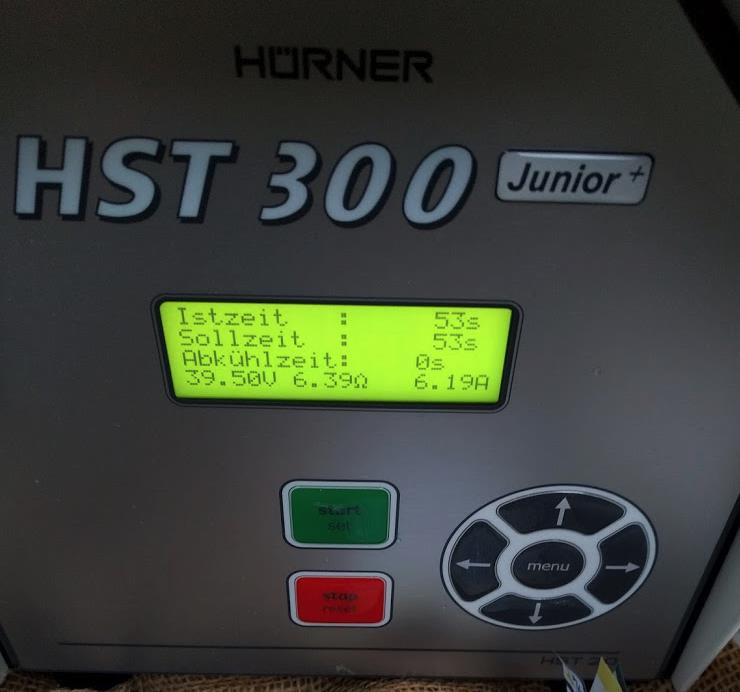 HÜRNER
HST 300 Junior+
Istzeit : 53s
Sollzeit : 53s
Abkühlzeit: 0s
39.50V 6.39Ω 6.19A
start
set
stop
reset
menu